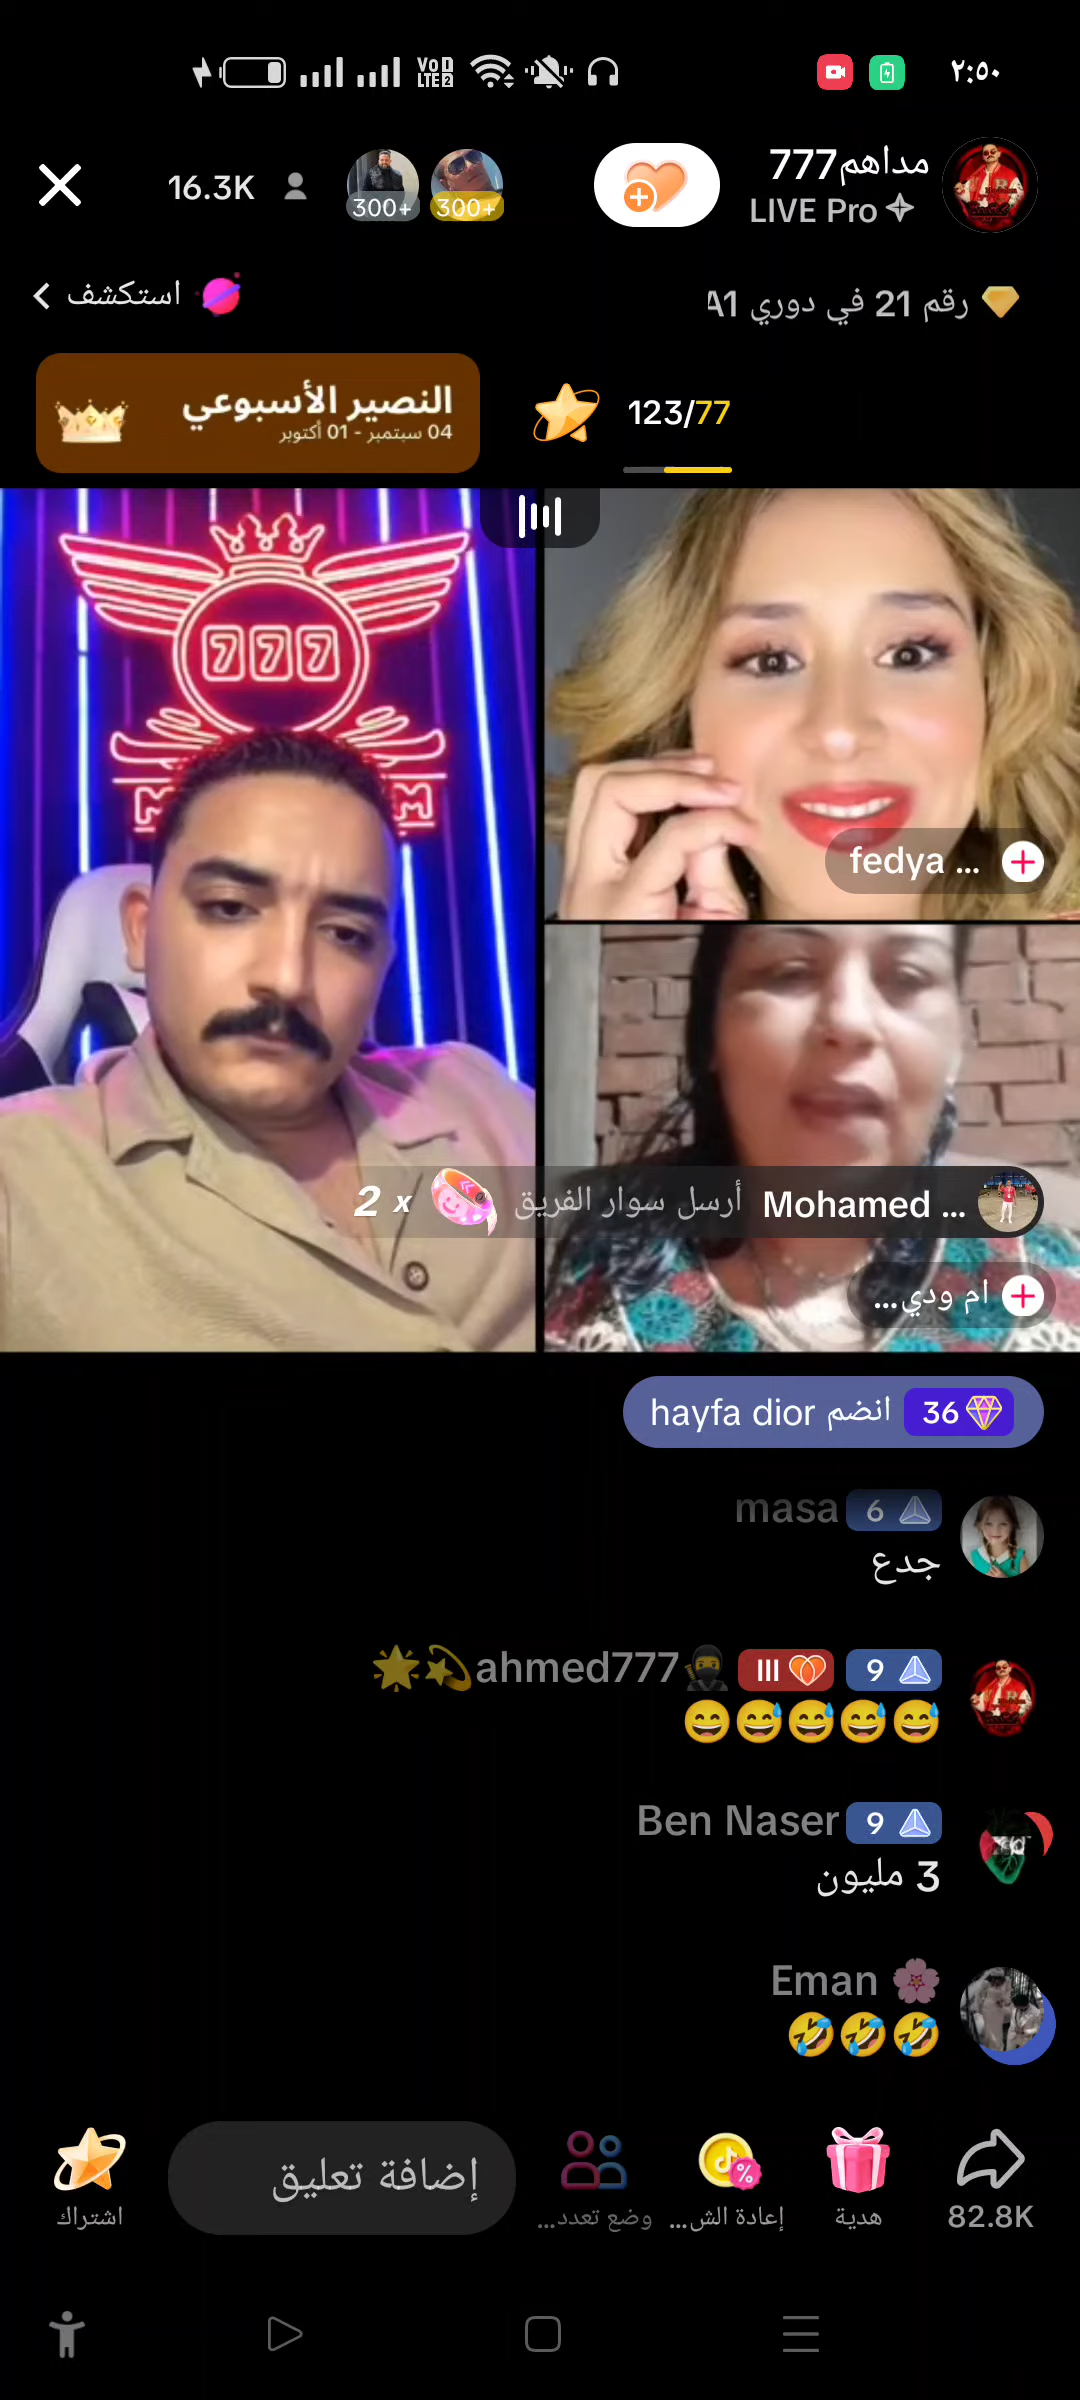 VoD LTE2
٢:٥٠
مداهم777
LIVE Pro
300+
300+
16.3K
رقم 21 في دوري A1
استكشف
123/77
النصير الأسبوعي
04 سبتمبر - 01 أكتوبر
777
fedya ...
Mohamed ... أرسل سوار الفريق x 2
ام ودي...
36 hayfa dior انضم
6 masa
جدع
9 III ahmed777🥷💫🌟
😅😅😅😅😄
9 Ben Naser
3 مليون
Eman 🌸
🤣🤣🤣
82.8K
هدية
إعادة الش...
وضع تعدد...
إضافة تعليق
اشتراك